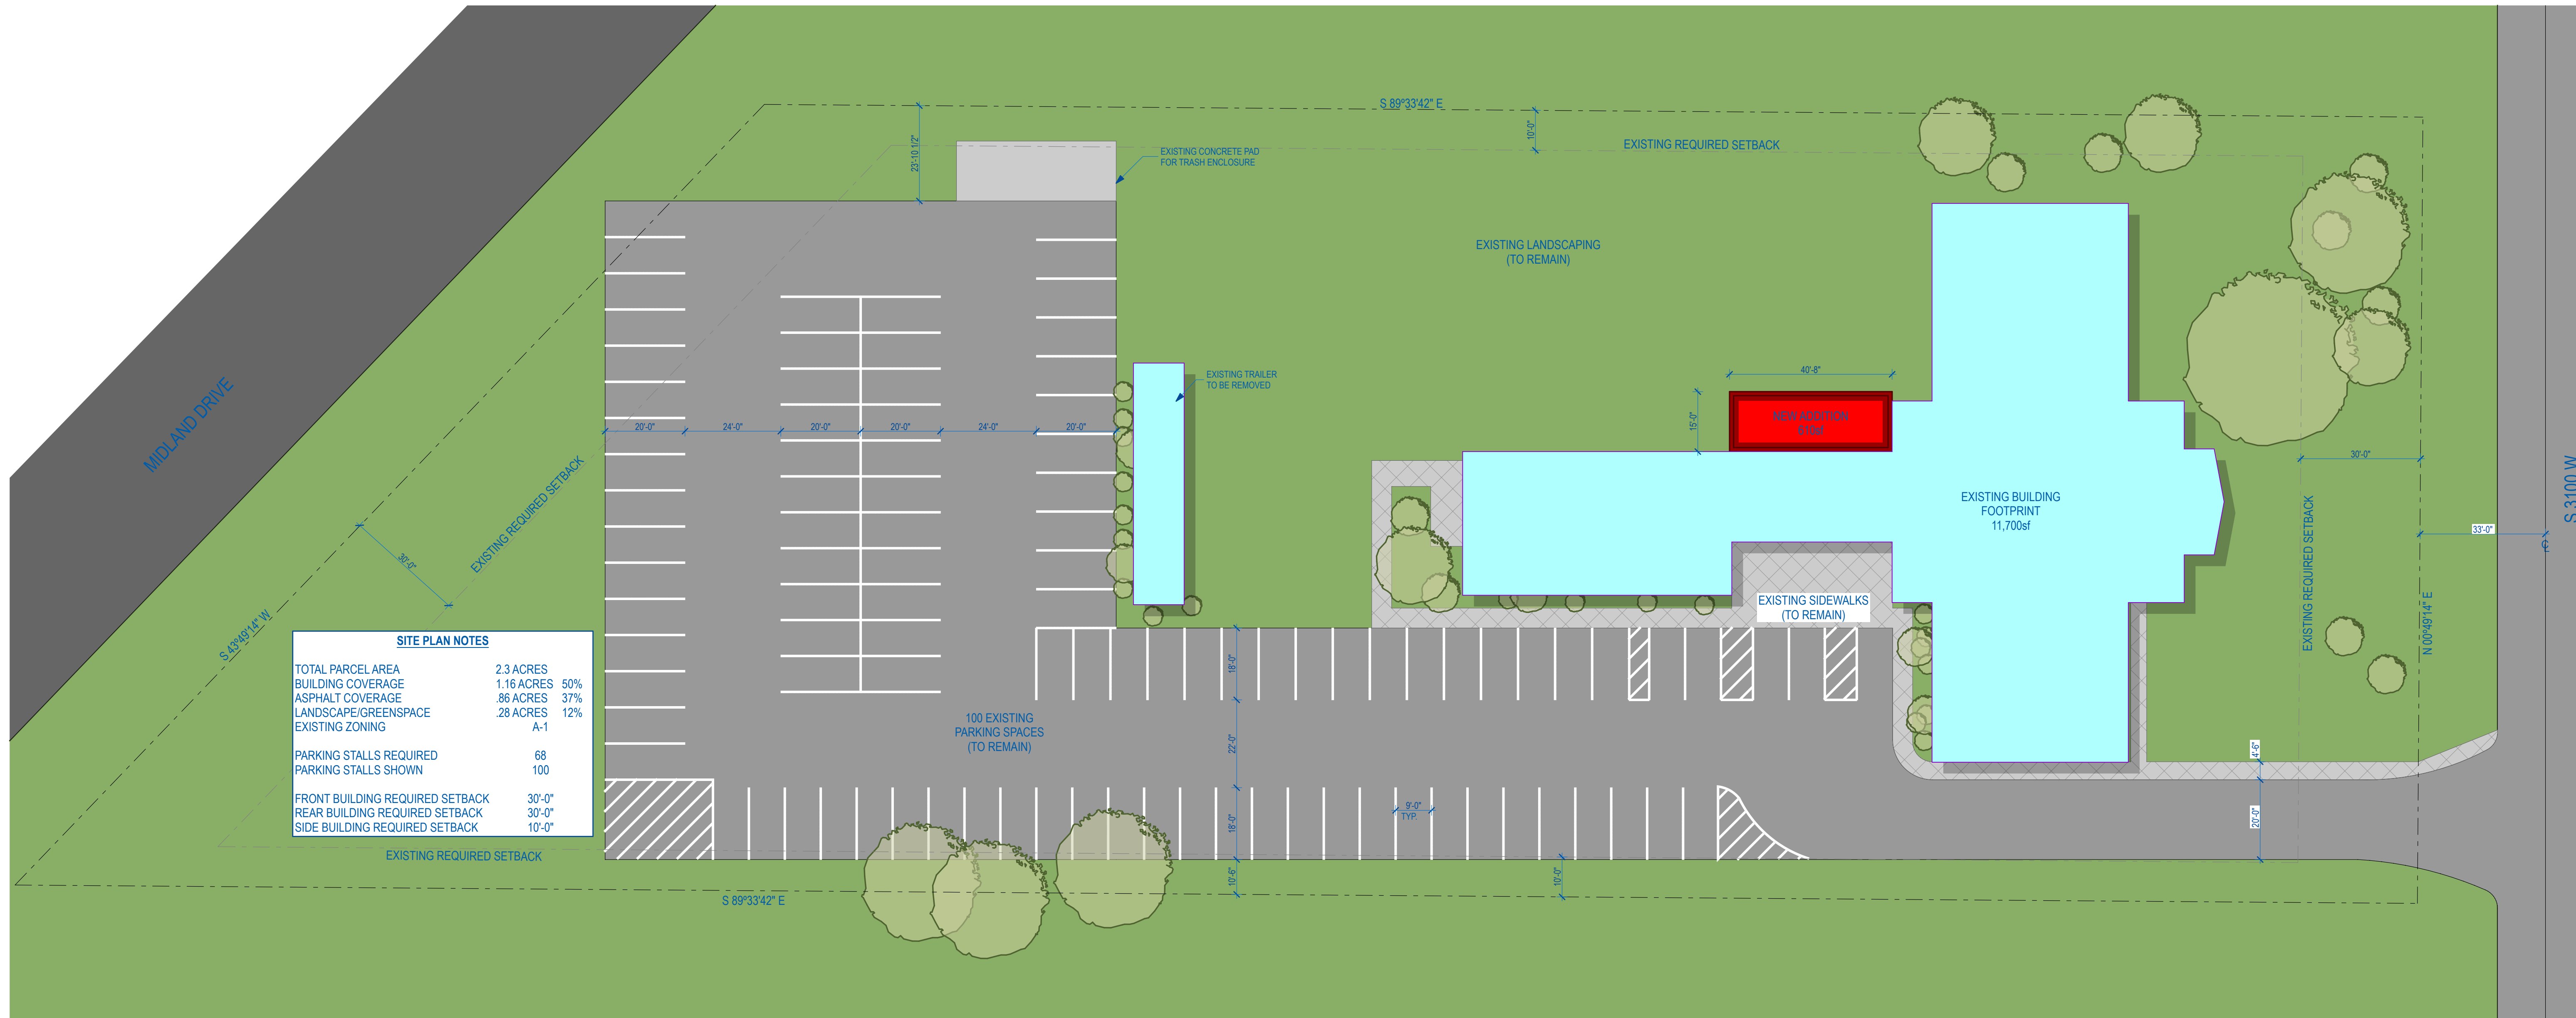 S 89°33'42" E
10'-0"
EXISTING REQUIRED SETBACK
23'-10 1/2"
EXISTING CONCRETE PAD
FOR TRASH ENCLOSURE
EXISTING LANDSCAPING
(TO REMAIN)
MIDLAND DRIVE
EXISTING TRAILER
TO BE REMOVED
40'-8"
15'-0"
NEW ADDITION
20'-0"
24'-0"
20'-0"
20'-0"
24'-0"
20'-0"
EXISTING BUILDING
FOOTPRINT
11,700sf
30'-0"
S 3100 W
33'-0"
EXISTING REQUIRED SETBACK
30'-0"
EXISTING REQUIRED SETBACK
N 00°49'14" E
S 43°49'14" W
EXISTING SIDEWALKS
(TO REMAIN)
SITE PLAN NOTES
TOTAL PARCEL AREA 2.3 ACRES
BUILDING COVERAGE 1.16 ACRES 50%
ASPHALT COVERAGE .86 ACRES 37%
LANDSCAPE/GREENSPACE .28 ACRES 12%
EXISTING ZONING A-1
PARKING STALLS REQUIRED 68
PARKING STALLS SHOWN 100
FRONT BUILDING REQUIRED SETBACK 30'-0"
REAR BUILDING REQUIRED SETBACK 30'-0"
SIDE BUILDING REQUIRED SETBACK 10'-0"
18'-0"
100 EXISTING
PARKING SPACES
(TO REMAIN)
22'-0"
4'-6"
9'-0"
TYP.
18'-0"
20'-0"
EXISTING REQUIRED SETBACK
10'-6"
10'-0"
S 89°33'42" E